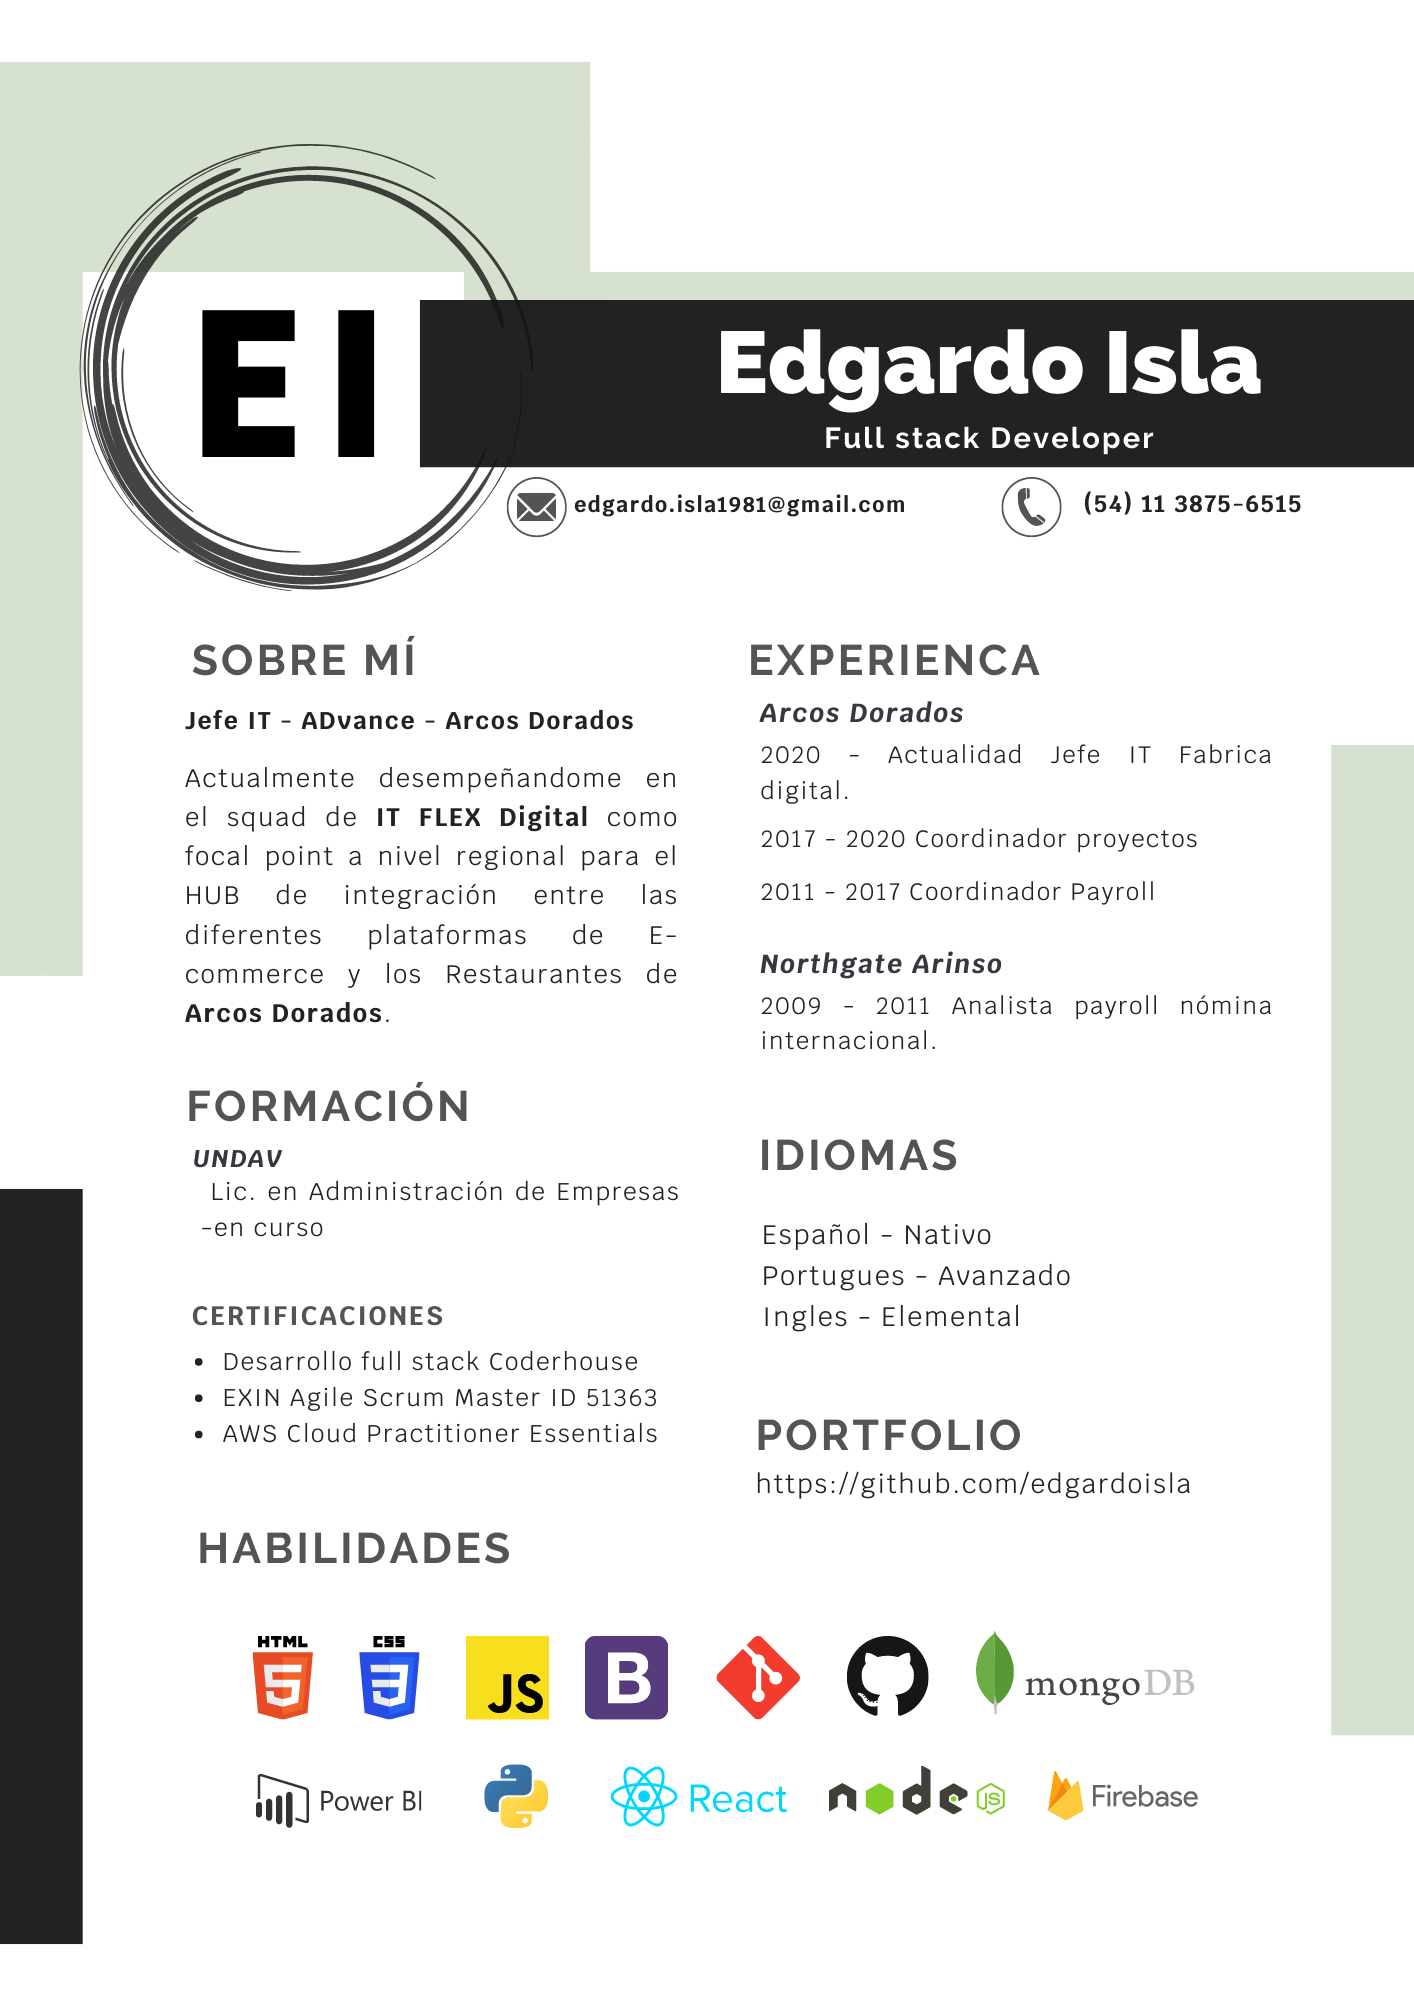 EI
Edgardo Isla
Full stack Developer
edgardo.isla1981@gmail.com
(54) 11 3875-6515
SOBRE MÍ
Jefe IT - ADvance - Arcos Dorados
Actualmente desempeñandome en
el squad de IT FLEX Digital como
focal point a nivel regional para el
HUB de integración entre las
diferentes plataformas de E-
commerce y los Restaurantes de
Arcos Dorados.
FORMACIÓN
UNDAV
Lic. en Administración de Empresas
-en curso
CERTIFICACIONES
• Desarrollo full stack Coderhouse
• EXIN Agile Scrum Master ID 51363
• AWS Cloud Practitioner Essentials
EXPERIENCA
Arcos Dorados
2020 - Actualidad Jefe IT Fabrica
digital.
2017 - 2020 Coordinador proyectos
2011 - 2017 Coordinador Payroll
Northgate Arinso
2009 - 2011 Analista payroll nómina
internacional.
IDIOMAS
Español - Nativo
Portugues - Avanzado
Ingles - Elemental
PORTFOLIO
https://github.com/edgardoisla
HABILIDADES
HTML 5
CSS 3
JS
B
mongoDB
Power BI
React
node JS
Firebase